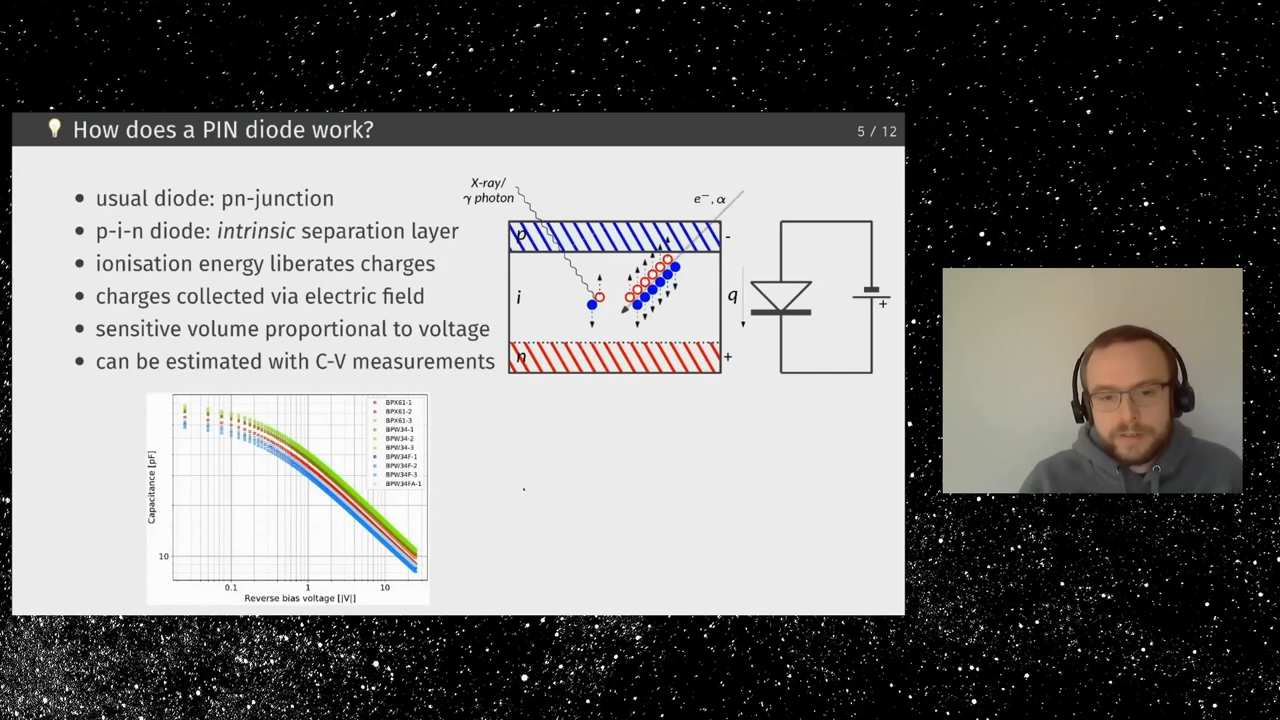 How does a PIN diode work?
5 / 12
usual diode: pn-junction
p-i-n diode: intrinsic separation layer
ionisation energy liberates charges
charges collected via electric field
sensitive volume proportional to voltage
can be estimated with C-V measurements
X-ray/
γ photon
e⁻, α
p
-
i
q
+
n
+
BPX61-1
BPX61-2
BPX61-3
BPW34-1
BPW34-2
BPW34-3
BPW34F-1
BPW34F-2
BPW34F-3
BPW34FA-1
Capacitance [pF]
10
0.1
1
10
Reverse bias voltage [|V|]